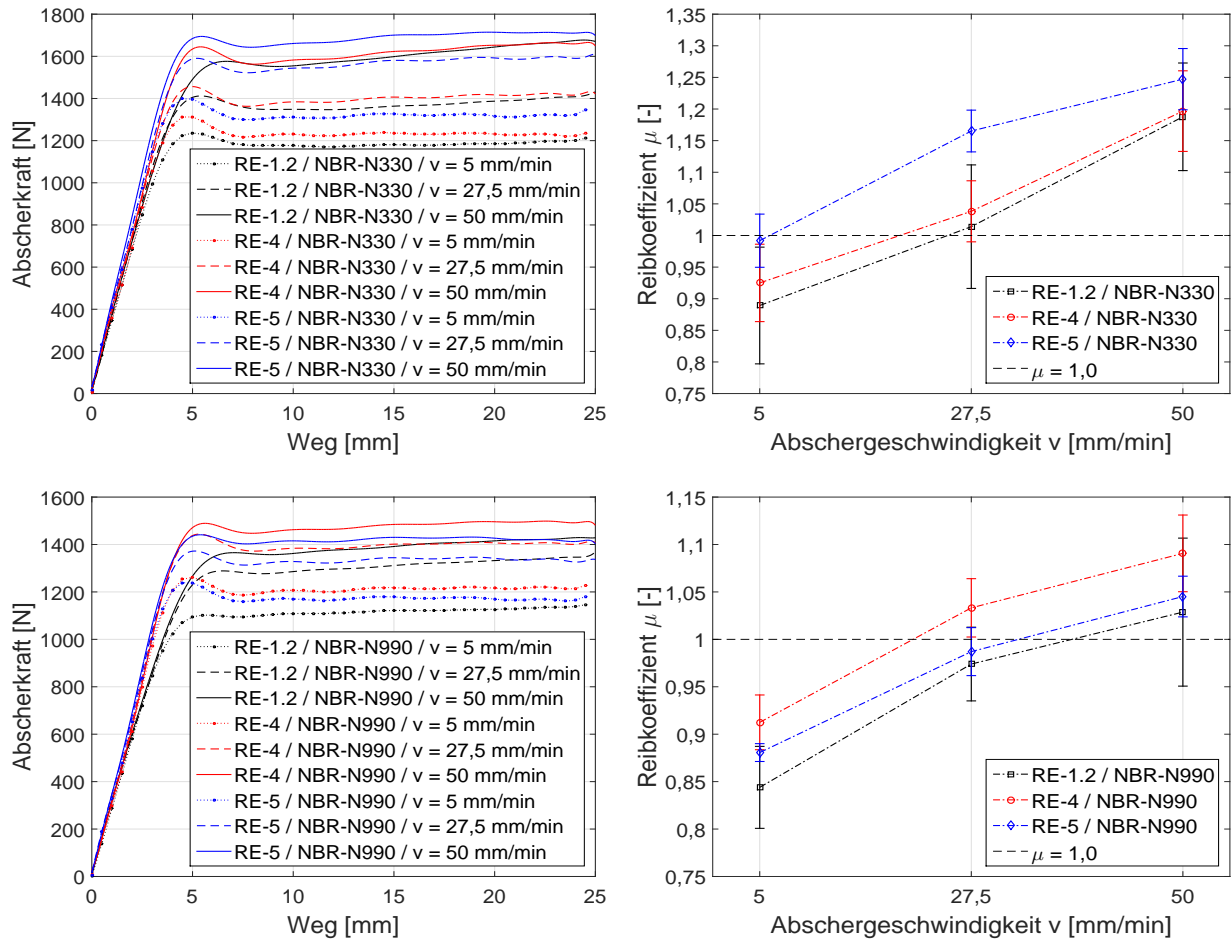 1800
1600
1400
1200
1000
800
600
400
200
0
Abscherkraft [N]
RE-1.2 / NBR-N330 / v = 5 mm/min
RE-1.2 / NBR-N330 / v = 27,5 mm/min
RE-1.2 / NBR-N330 / v = 50 mm/min
RE-4 / NBR-N330 / v = 5 mm/min
RE-4 / NBR-N330 / v = 27,5 mm/min
RE-4 / NBR-N330 / v = 50 mm/min
RE-5 / NBR-N330 / v = 5 mm/min
RE-5 / NBR-N330 / v = 27,5 mm/min
RE-5 / NBR-N330 / v = 50 mm/min
0 5 10 15 20 25
Weg [mm]
1,35
1,3
1,25
1,2
1,15
1,1
1,05
1
0,95
0,9
0,85
0,8
0,75
Reibkoeffizient μ [-]
RE-1.2 / NBR-N330
RE-4 / NBR-N330
RE-5 / NBR-N330
μ = 1,0
5 27,5 50
Abschergeschwindigkeit v [mm/min]
1600
1400
1200
1000
800
600
400
200
0
Abscherkraft [N]
RE-1.2 / NBR-N990 / v = 5 mm/min
RE-1.2 / NBR-N990 / v = 27,5 mm/min
RE-1.2 / NBR-N990 / v = 50 mm/min
RE-4 / NBR-N990 / v = 5 mm/min
RE-4 / NBR-N990 / v = 27,5 mm/min
RE-4 / NBR-N990 / v = 50 mm/min
RE-5 / NBR-N990 / v = 5 mm/min
RE-5 / NBR-N990 / v = 27,5 mm/min
RE-5 / NBR-N990 / v = 50 mm/min
0 5 10 15 20 25
Weg [mm]
1,15
1,1
1,05
1
0,95
0,9
0,85
0,8
0,75
Reibkoeffizient μ [-]
RE-1.2 / NBR-N990
RE-4 / NBR-N990
RE-5 / NBR-N990
μ = 1,0
5 27,5 50
Abschergeschwindigkeit v [mm/min]